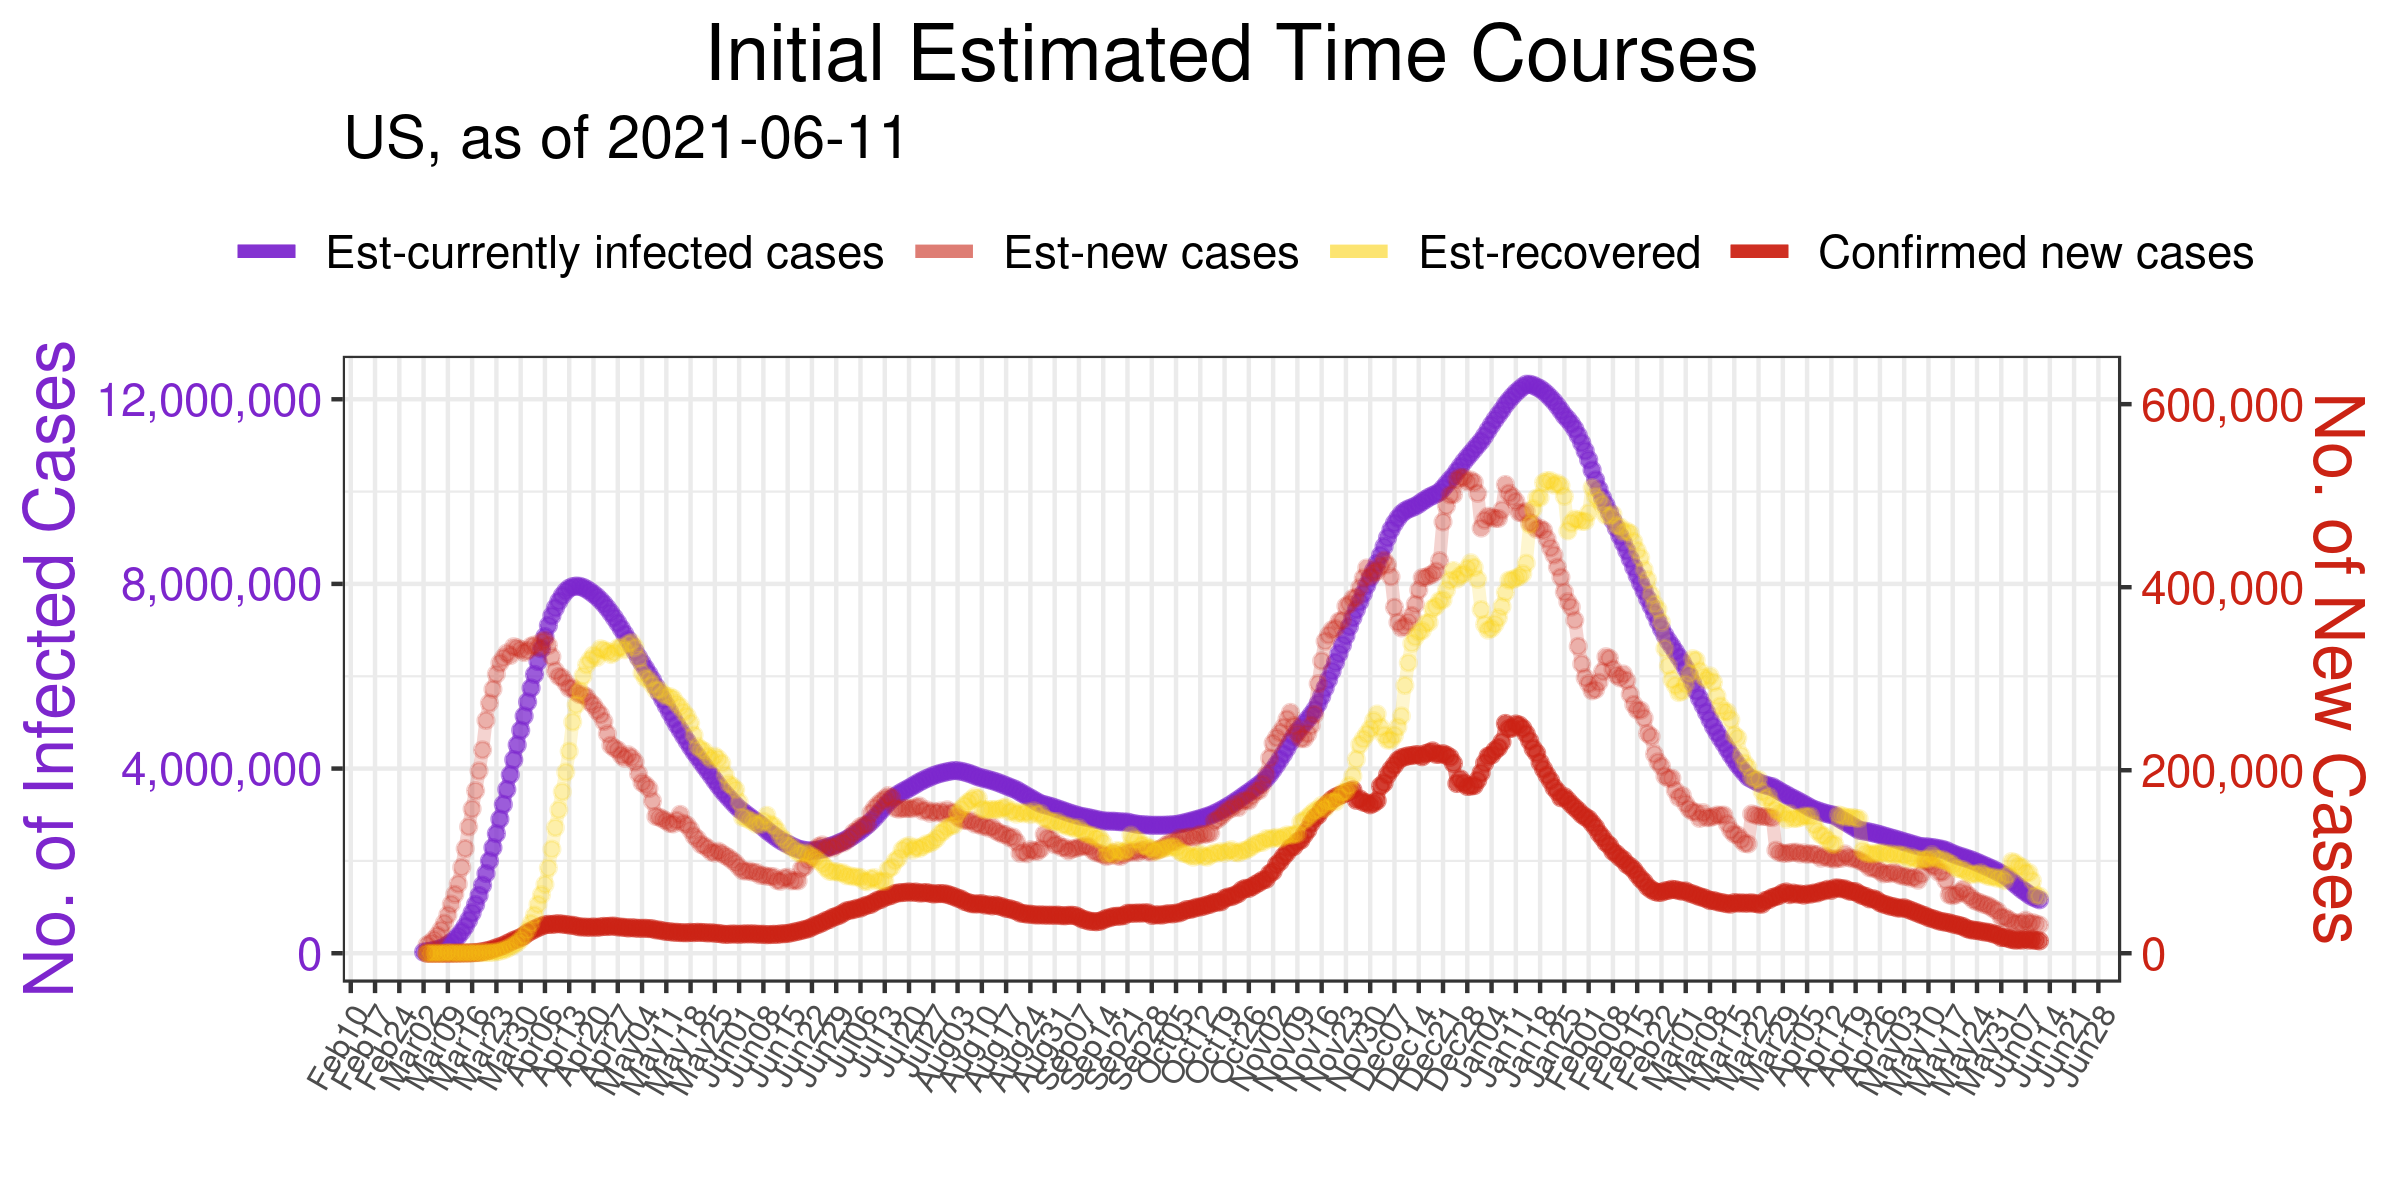 Initial Estimated Time Courses
US, as of 2021-06-11
Est-currently infected cases Est-new cases Est-recovered Confirmed new cases
No. of Infected Cases
12,000,000
8,000,000
4,000,000
0
600,000
400,000
200,000
0
No. of New Cases
Feb10
Feb17
Feb24
Mar02
Mar09
Mar16
Mar23
Mar30
Apr06
Apr13
Apr20
Apr27
May04
May11
May18
May25
Jun01
Jun08
Jun15
Jun22
Jun29
Jul06
Jul13
Jul20
Jul27
Aug03
Aug10
Aug17
Aug24
Aug31
Sep07
Sep14
Sep21
Sep28
Oct05
Oct12
Oct19
Oct26
Nov02
Nov09
Nov16
Nov23
Nov30
Dec07
Dec14
Dec21
Dec28
Jan04
Jan11
Jan18
Jan25
Feb01
Feb08
Feb15
Feb22
Mar01
Mar08
Mar15
Mar22
Mar29
Apr05
Apr12
Apr19
Apr26
May03
May10
May17
May24
May31
Jun07
Jun14
Jun21
Jun28